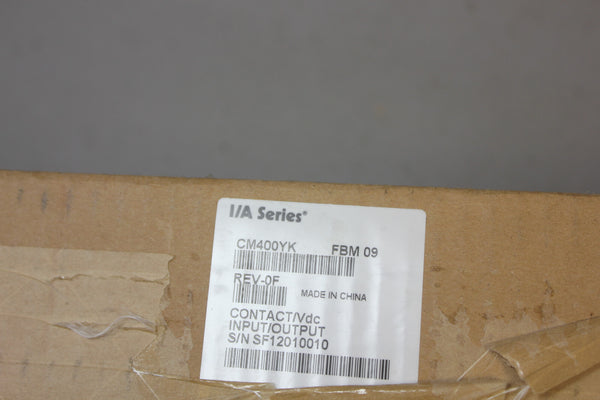 I/A Series®
CM400YK FBM 09
REV-0F
MADE IN CHINA
CONTACT/Vdc
INPUT/OUTPUT
S/N SF12010010